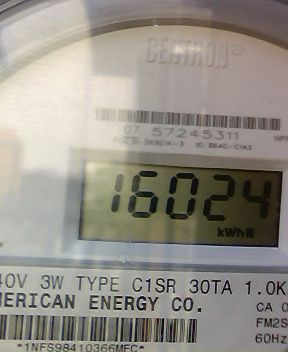 CENTRON®
07 57245311
16024
kWh
40V 3W TYPE C1SR 30TA 1.0K
MERICAN ENERGY CO.
CA 0
FM2S
60Hz
*1NFS98410366MFC*